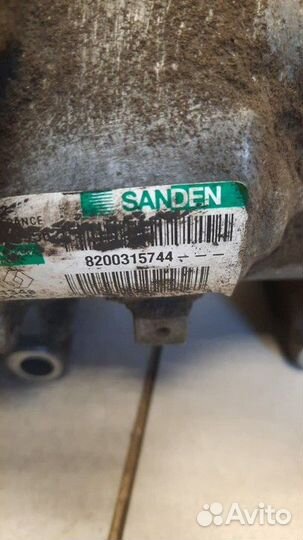 SANDEN
ANCE
8200315744---
Avito